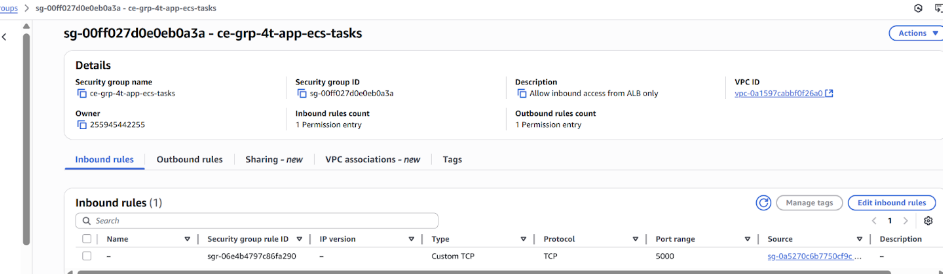 oups > sg-00ff027d0e0eb0a3a - ce-grp-4t-app-ecs-tasks
sg-00ff027d0e0eb0a3a - ce-grp-4t-app-ecs-tasks
Actions
Details
Security group name
ce-grp-4t-app-ecs-tasks
Security group ID
sg-00ff027d0e0eb0a3a
Description
Allow inbound access from ALB only
VPC ID
vpc-0a1597cabbf0f26a0
Owner
255945442255
Inbound rules count
1 Permission entry
Outbound rules count
1 Permission entry
Inbound rules
Outbound rules
Sharing - new
VPC associations - new
Tags
Inbound rules (1)
Manage tags
Edit inbound rules
Search
1
Name
Security group rule ID
IP version
Type
Protocol
Port range
Source
Description
– sgr-06e4b4797c86fa290 – Custom TCP TCP 5000 sg-0a5270c6b7750cf9c ... –